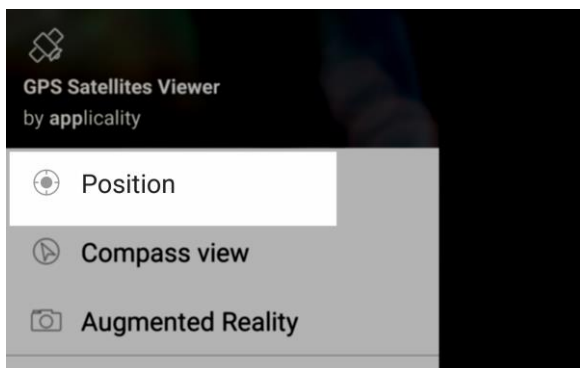 GPS Satellites Viewer
by applicality
Position
Compass view
Augmented Reality